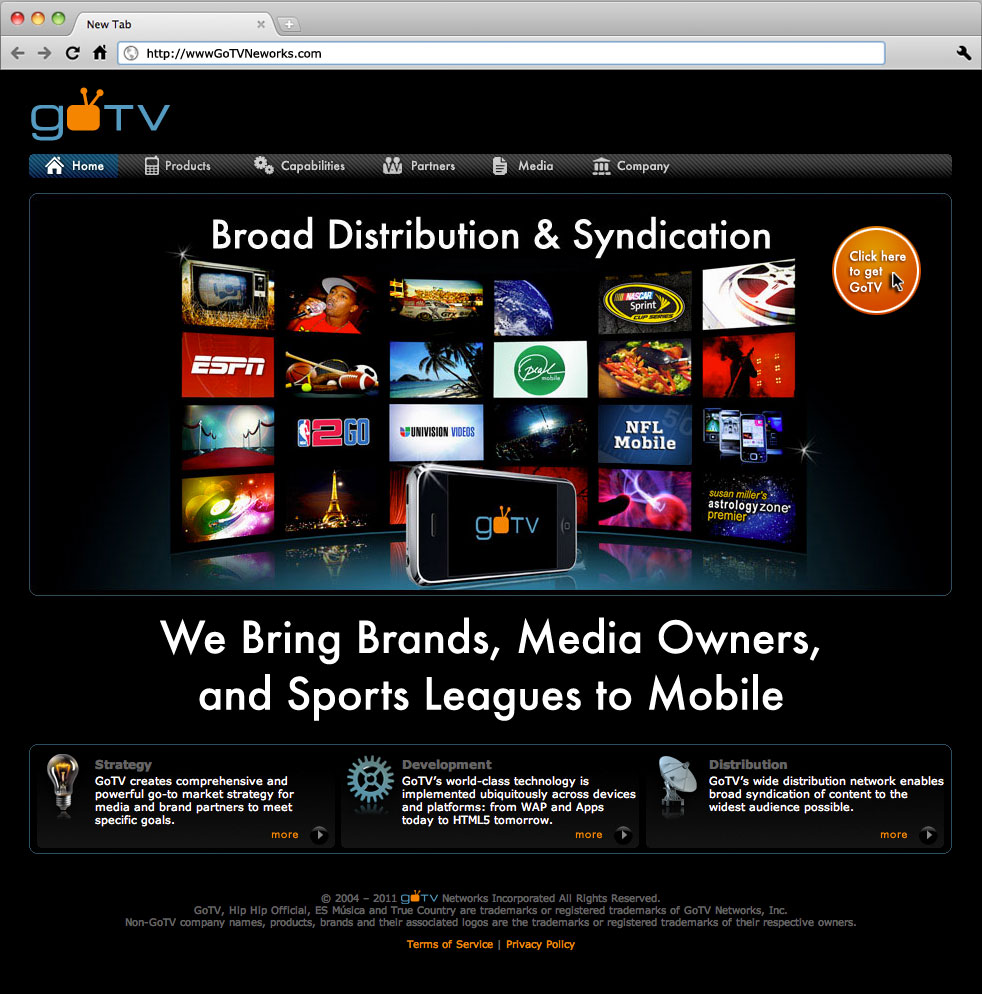 New Tab
http://wwwGoTVNeworks.com
goTV
Home Products Capabilities Partners Media Company
Broad Distribution & Syndication
Click here
to get
GoTV
NASCAR
Sprint
CUP SERIES
ESPN
Peak
mobile
NBA 2GO
UNIVISION VIDEOS
NFL
Mobile
susan miller's
astrologyzone
premier
goTV
We Bring Brands, Media Owners,
and Sports Leagues to Mobile
Strategy
GoTV creates comprehensive and
powerful go-to market strategy for
media and brand partners to meet
specific goals.
more
Development
GoTV's world-class technology is
implemented ubiquitously across devices
and platforms: from WAP and Apps
today to HTML5 tomorrow.
more
Distribution
GoTV's wide distribution network enables
broad syndication of content to the
widest audience possible.
more
© 2004 – 2011 goTV Networks Incorporated All Rights Reserved.
GoTV, Hip Hip Official, ES Música and True Country are trademarks or registered trademarks of GoTV Networks, Inc.
Non-GoTV company names, products, brands and their associated logos are the trademarks or registered trademarks of their respective owners.
Terms of Service | Privacy Policy